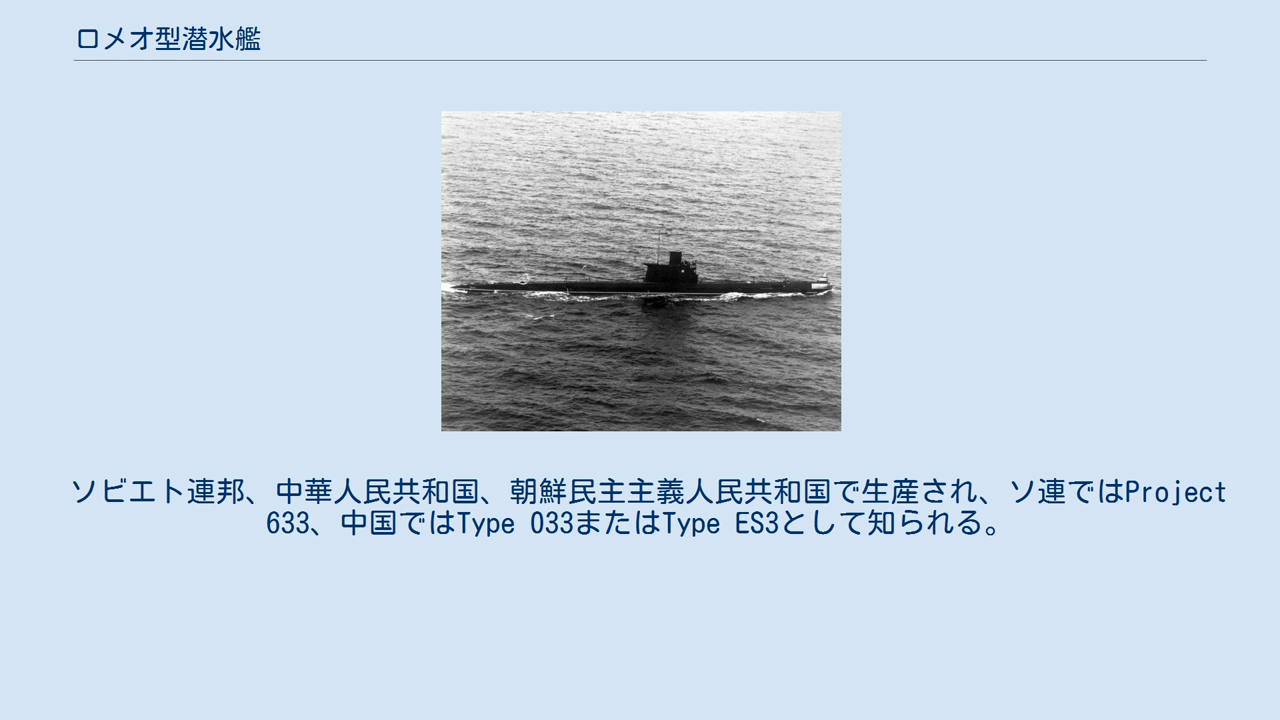 ロメオ型潜水艦
ソビエト連邦、中華人民共和国、朝鮮民主主義人民共和国で生産され、ソ連ではProject
633、中国ではType 033またはType ES3として知られる。